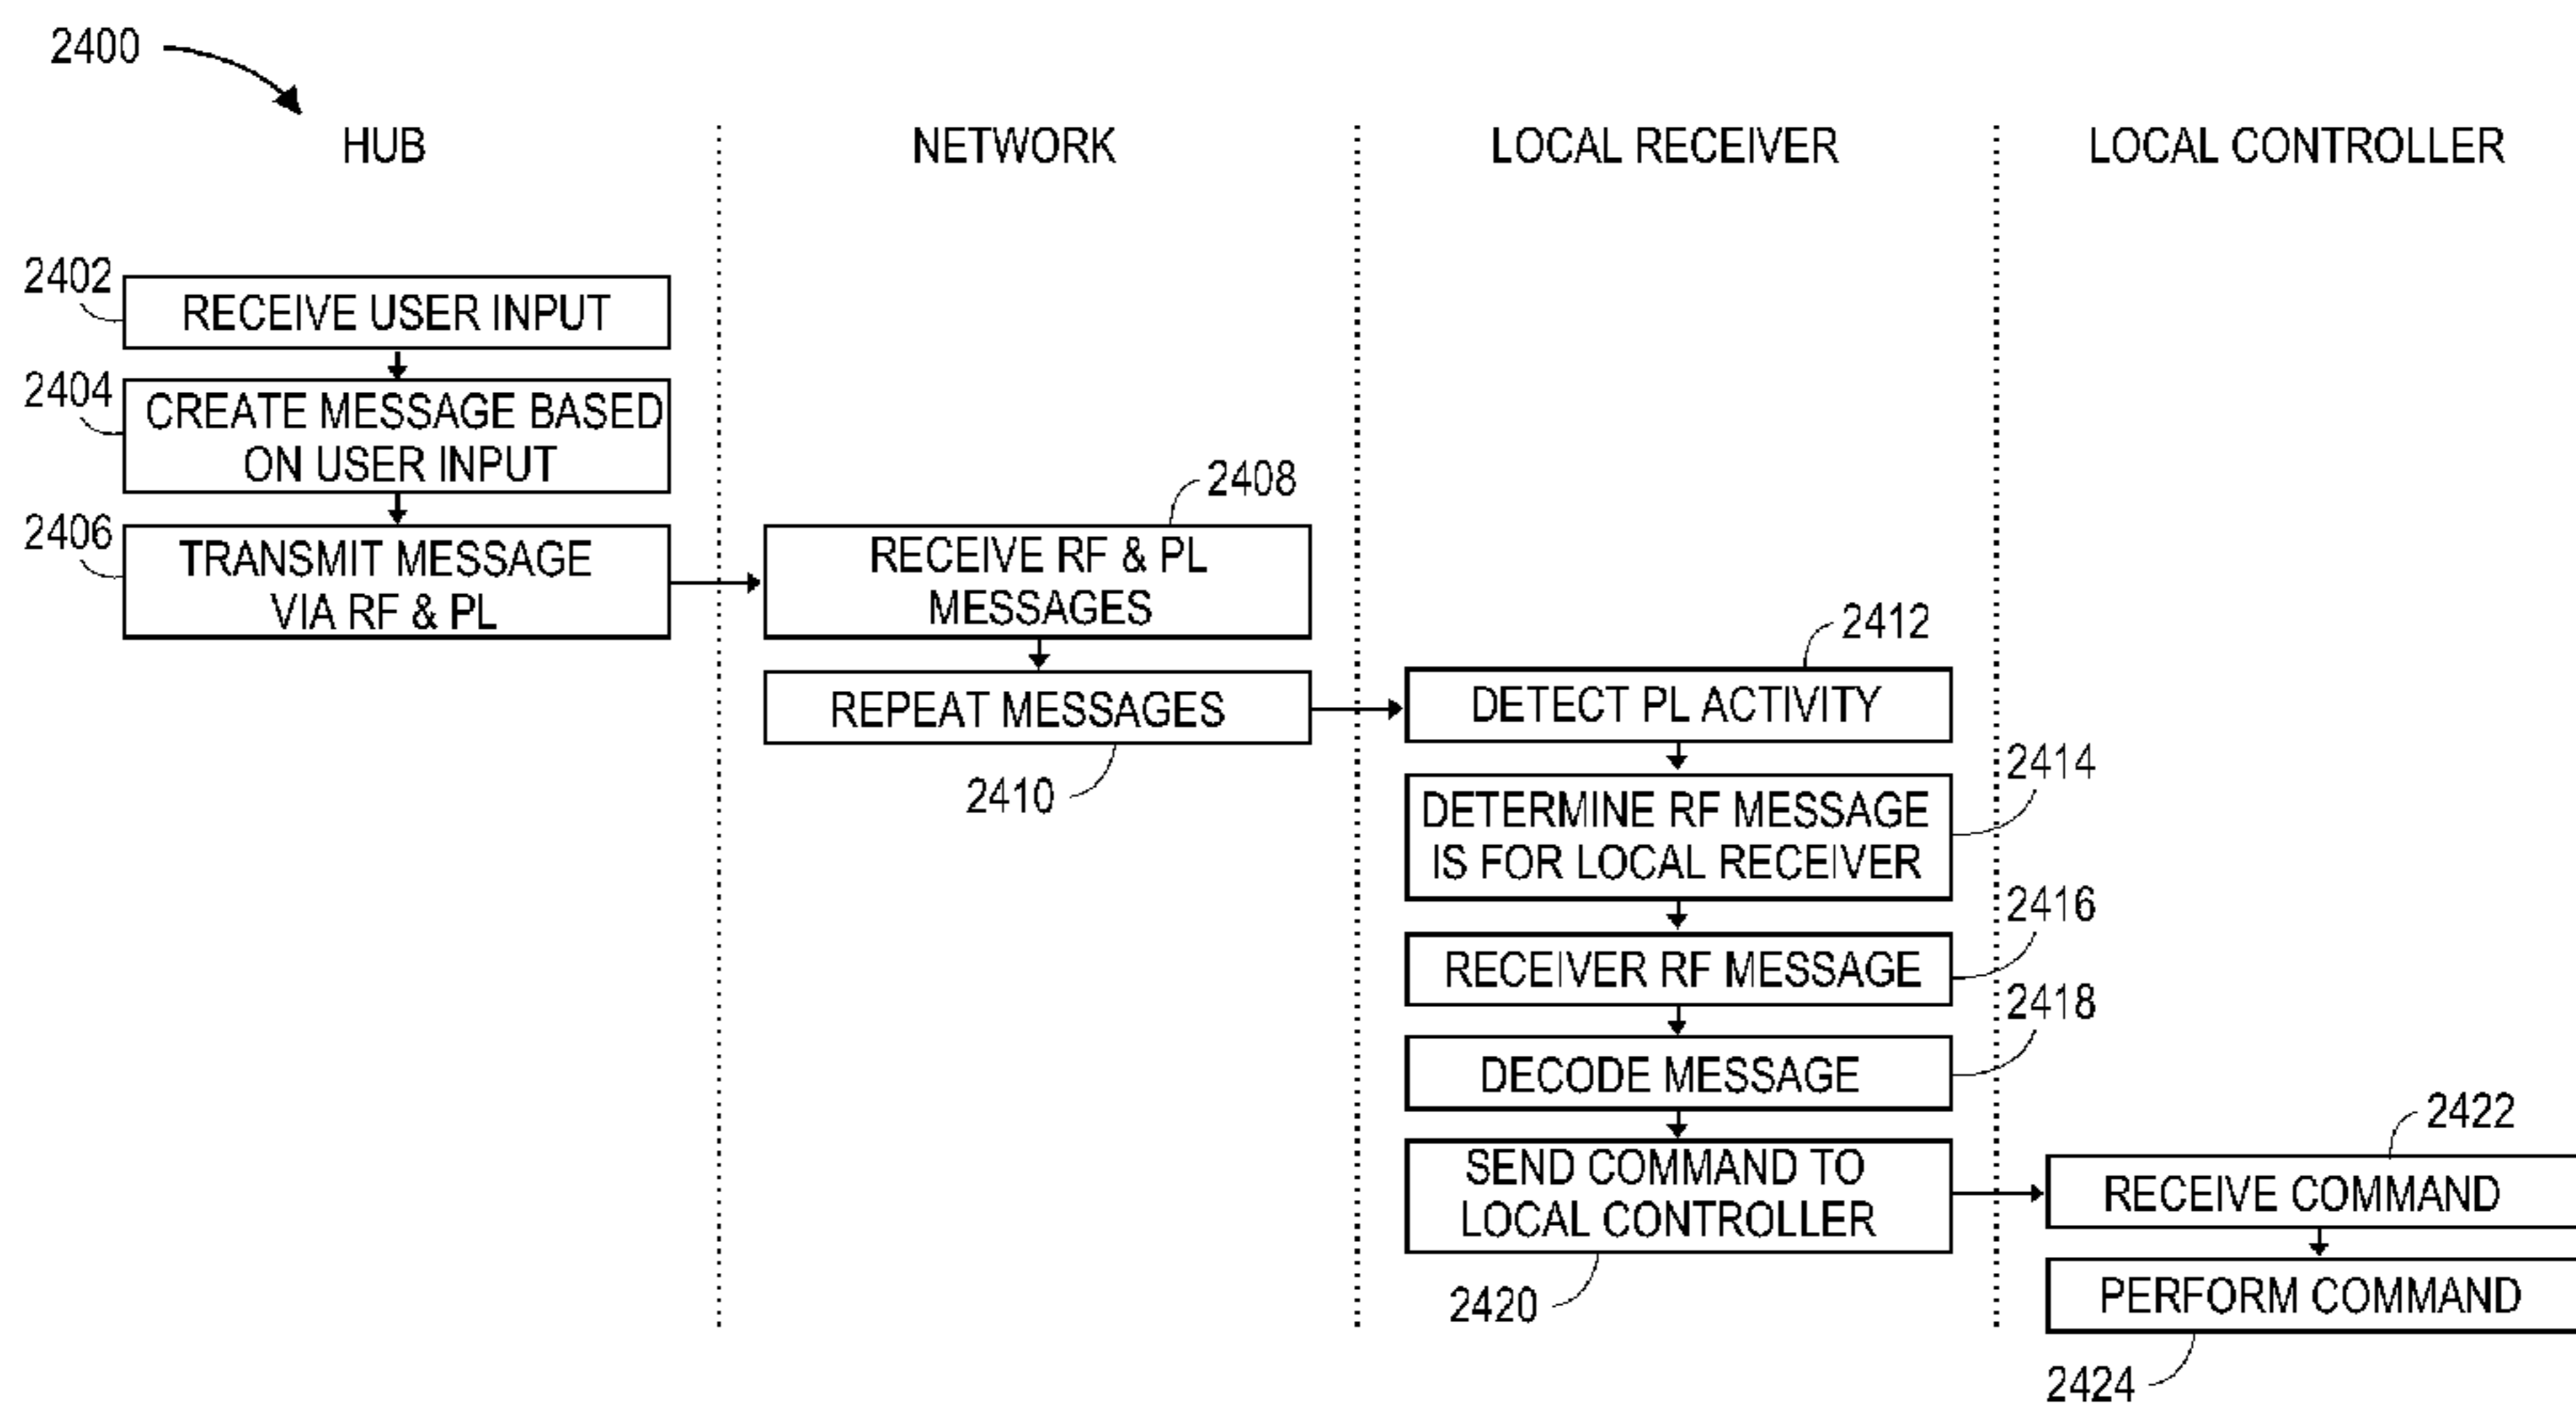 2400
HUB
NETWORK
LOCAL RECEIVER
LOCAL CONTROLLER
2402
RECEIVE USER INPUT
2404
CREATE MESSAGE BASED
ON USER INPUT
2406
TRANSMIT MESSAGE
VIA RF & PL
2408
RECEIVE RF & PL
MESSAGES
REPEAT MESSAGES
2410
2412
DETECT PL ACTIVITY
2414
DETERMINE RF MESSAGE
IS FOR LOCAL RECEIVER
2416
RECEIVER RF MESSAGE
2418
DECODE MESSAGE
SEND COMMAND TO
LOCAL CONTROLLER
2420
2422
RECEIVE COMMAND
PERFORM COMMAND
2424